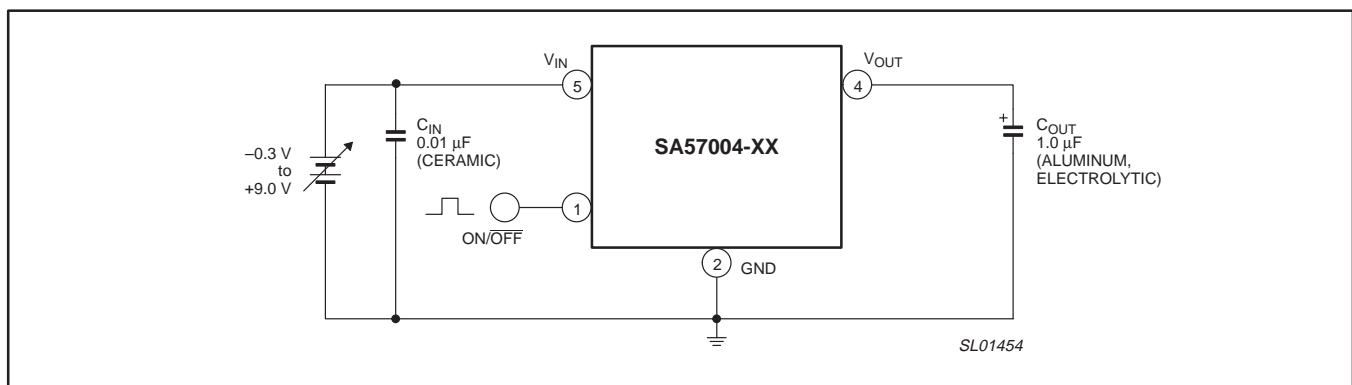 VIN
VOUT
5
4
CIN
0.01 μF
(CERAMIC)
+
COUT
1.0 μF
(ALUMINUM,
ELECTROLYTIC)
SA57004-XX
–0.3 V
to
+9.0 V
1
ON/OFF
2
GND
SL01454